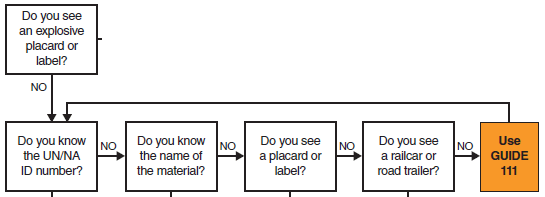 Do you see
an explosive
placard or
label?
NO
Do you know
the UN/NA
ID number?
NO
Do you know
the name of
the material?
NO
Do you see
a placard or
label?
NO
Do you see
a railcar or
road trailer?
NO
Use
GUIDE
111